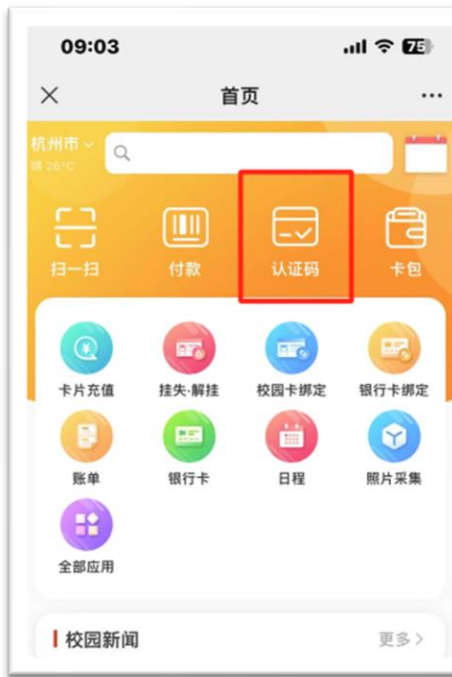 09:03
75
首页
杭州市
晴 26°C
扫一扫
付款
认证码
卡包
卡片充值
挂失·解挂
校园卡绑定
银行卡绑定
账单
银行卡
日程
照片采集
全部应用
校园新闻
更多